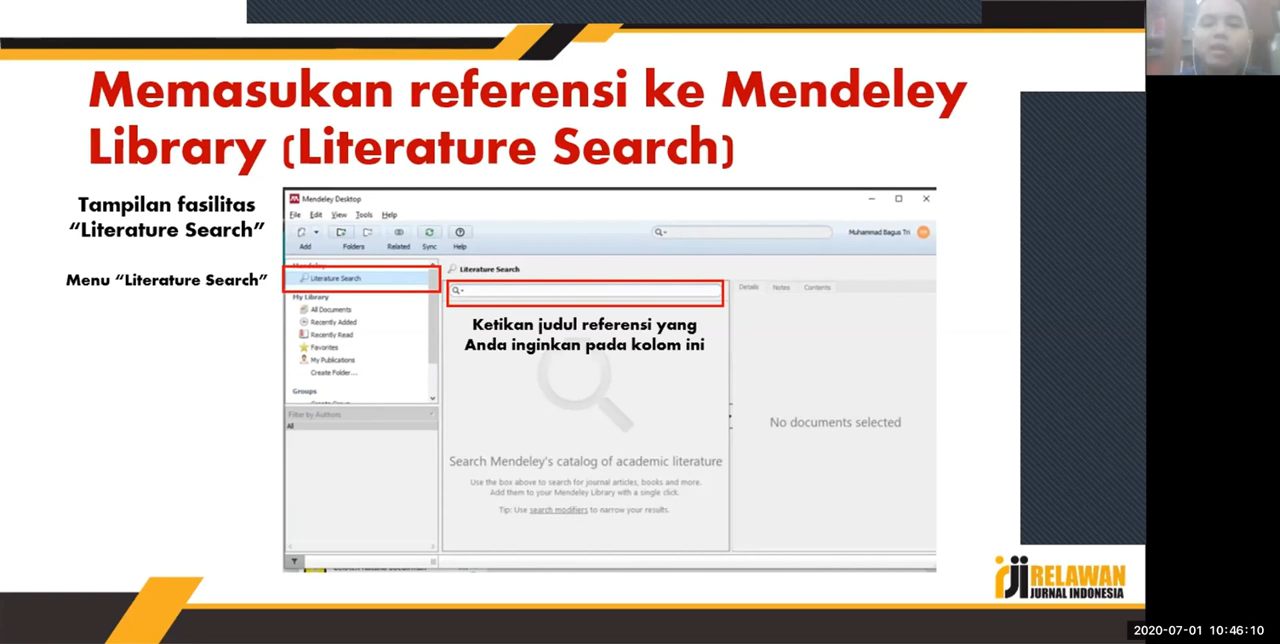 Memasukan referensi ke Mendeley
Library (Literature Search)
Tampilan fasilitas
“Literature Search”
Menu “Literature Search”
Mendeley Desktop
File Edit View Tools Help
Add Folders Related Sync Help
Muhammad Bagus Tri
Mendeley
Literature Search
My Library
All Documents
Recently Added
Recently Read
Favorites
My Publications
Create Folder...
Groups
Filter by Authors
All
Literature Search
Ketikan judul referensi yang
Anda inginkan pada kolom ini
Search Mendeley's catalog of academic literature
Use the box above to search for journal articles, books and more.
Add them to your Mendeley Library with a single click.
Tip: Use search modifiers to narrow your results.
Details Notes Contents
No documents selected
rji RELAWAN
JURNAL INDONESIA
2020-07-01 10:46:10